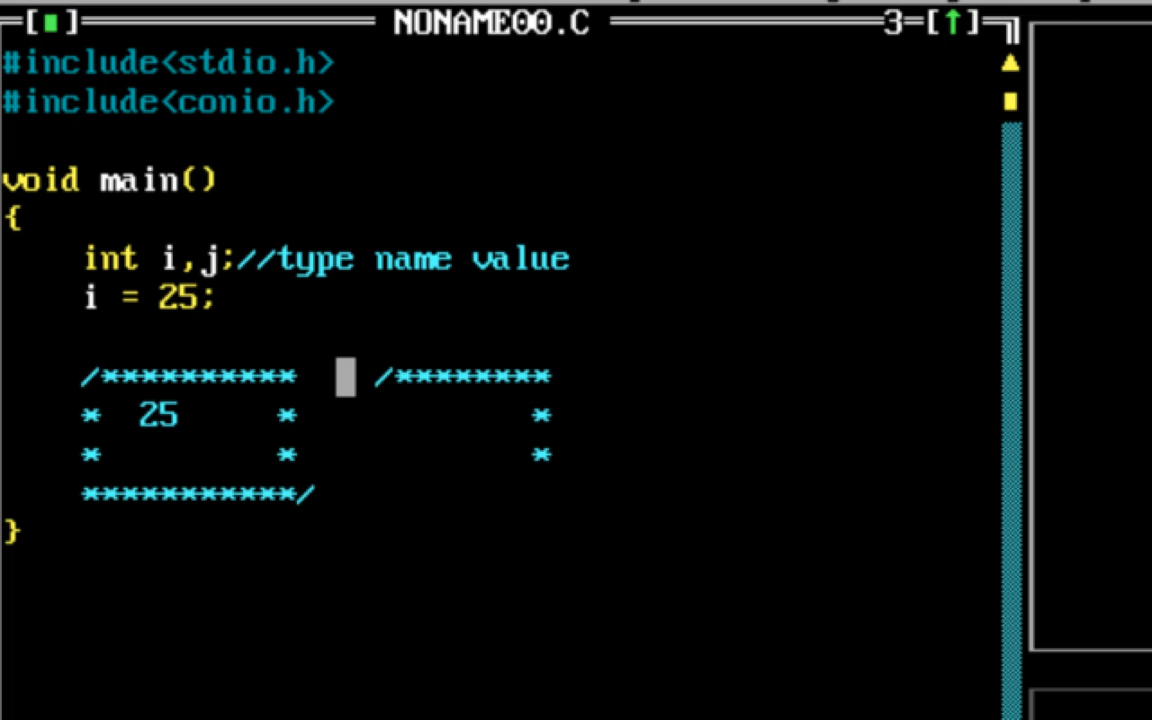 [■] NONAME00.C 3=[↑]
#include<stdio.h>
#include<conio.h>
void main()
{
    int i,j;//type name value
    i = 25;
    /**********    /********
    *  25     *            *
    *         *            *
    ***********/
}